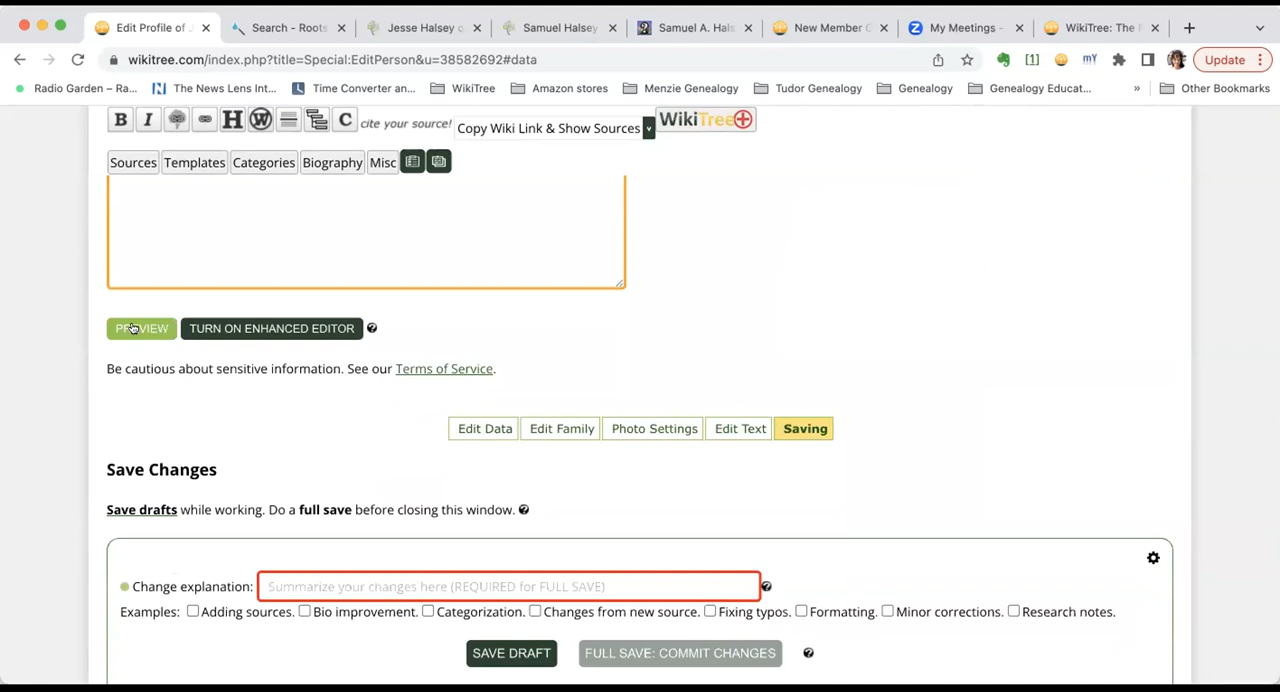 Edit Profile of J
Search - Roots
Jesse Halsey o
Samuel Halsey
Samuel A. Hals
New Member G
My Meetings -
WikiTree: The F
wikitree.com/index.php?title=Special:EditPerson&u=38582692#data
[1]
mY
Update
Radio Garden – Ra...
The News Lens Int...
Time Converter an...
WikiTree
Amazon stores
Menzie Genealogy
Tudor Genealogy
Genealogy
Genealogy Educat...
»
Other Bookmarks
B I H W C cite your source! Copy Wiki Link & Show Sources WikiTree+
Sources Templates Categories Biography Misc
PREVIEW TURN ON ENHANCED EDITOR ?
Be cautious about sensitive information. See our Terms of Service.
Edit Data Edit Family Photo Settings Edit Text Saving
Save Changes
Save drafts while working. Do a full save before closing this window. ?
Change explanation: Summarize your changes here (REQUIRED for FULL SAVE) ?
Examples: Adding sources. Bio improvement. Categorization. Changes from new source. Fixing typos. Formatting. Minor corrections. Research notes.
SAVE DRAFT FULL SAVE: COMMIT CHANGES ?